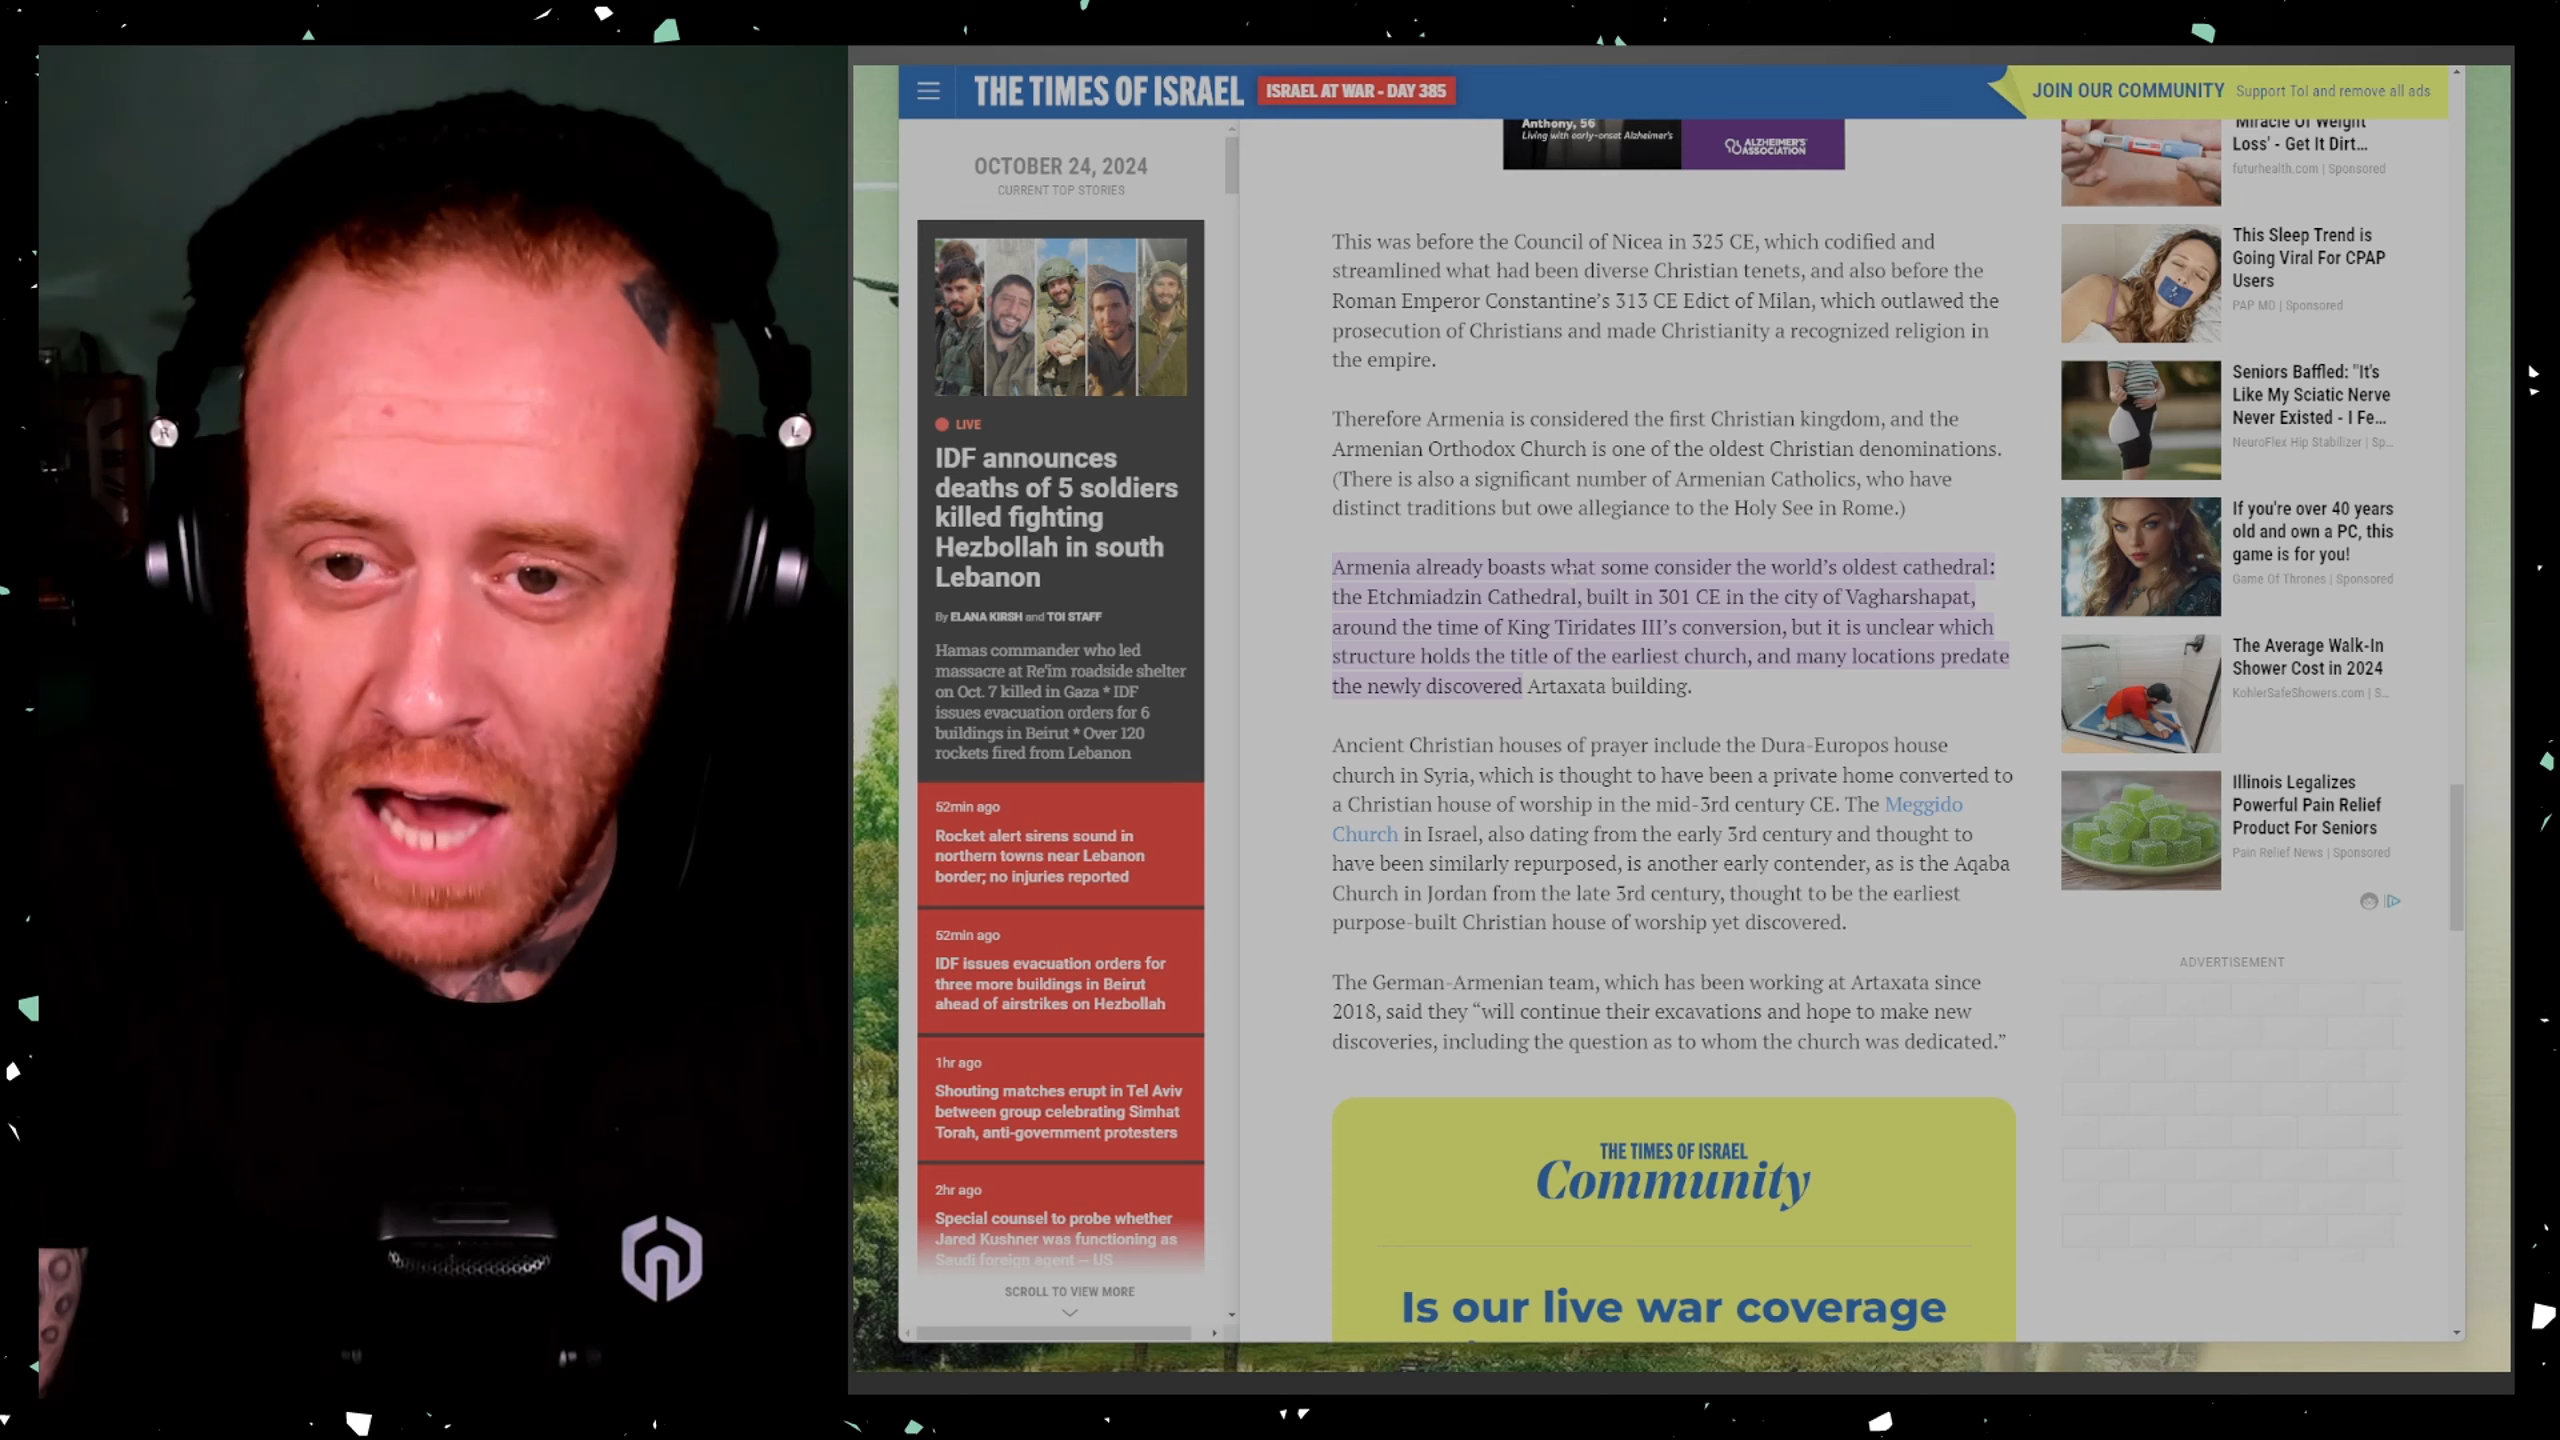 R
L
THE TIMES OF ISRAEL
ISRAEL AT WAR - DAY 385
JOIN OUR COMMUNITY
Support ToI and remove all ads
OCTOBER 24, 2024
CURRENT TOP STORIES
LIVE
IDF announces
deaths of 5 soldiers
killed fighting
Hezbollah in south
Lebanon
By ELANA KIRSH and TOI STAFF
Hamas commander who led
massacre at Re'im roadside shelter
on Oct. 7 killed in Gaza * IDF
issues evacuation orders for 6
buildings in Beirut * Over 120
rockets fired from Lebanon
52min ago
Rocket alert sirens sound in
northern towns near Lebanon
border; no injuries reported
52min ago
IDF issues evacuation orders for
three more buildings in Beirut
ahead of airstrikes on Hezbollah
1hr ago
Shouting matches erupt in Tel Aviv
between group celebrating Simhat
Torah, anti-government protesters
2hr ago
Special counsel to probe whether
Jared Kushner was functioning as
Saudi foreign agent — US
SCROLL TO VIEW MORE
Anthony, 56
Living with early-onset Alzheimer's
ALZHEIMER'S
ASSOCIATION
This was before the Council of Nicea in 325 CE, which codified and
streamlined what had been diverse Christian tenets, and also before the
Roman Emperor Constantine's 313 CE Edict of Milan, which outlawed the
prosecution of Christians and made Christianity a recognized religion in
the empire.
Therefore Armenia is considered the first Christian kingdom, and the
Armenian Orthodox Church is one of the oldest Christian denominations.
(There is also a significant number of Armenian Catholics, who have
distinct traditions but owe allegiance to the Holy See in Rome.)
Armenia already boasts what some consider the world's oldest cathedral:
the Etchmiadzin Cathedral, built in 301 CE in the city of Vagharshapat,
around the time of King Tiridates III's conversion, but it is unclear which
structure holds the title of the earliest church, and many locations predate
the newly discovered Artaxata building.
Ancient Christian houses of prayer include the Dura-Europos house
church in Syria, which is thought to have been a private home converted to
a Christian house of worship in the mid-3rd century CE. The Meggido
Church in Israel, also dating from the early 3rd century and thought to
have been similarly repurposed, is another early contender, as is the Aqaba
Church in Jordan from the late 3rd century, thought to be the earliest
purpose-built Christian house of worship yet discovered.
The German-Armenian team, which has been working at Artaxata since
2018, said they “will continue their excavations and hope to make new
discoveries, including the question as to whom the church was dedicated.”
THE TIMES OF ISRAEL
Community
Is our live war coverage
'Miracle Of Weight
Loss' - Get It Dirt...
futurhealth.com | Sponsored
This Sleep Trend is
Going Viral For CPAP
Users
PAP MD | Sponsored
Seniors Baffled: "It's
Like My Sciatic Nerve
Never Existed - I Fe...
NeuroFlex Hip Stabilizer | Sp...
If you're over 40 years
old and own a PC, this
game is for you!
Game Of Thrones | Sponsored
The Average Walk-In
Shower Cost in 2024
KohlerSafeShowers.com | S...
Illinois Legalizes
Powerful Pain Relief
Product For Seniors
Pain Relief News | Sponsored
ADVERTISEMENT